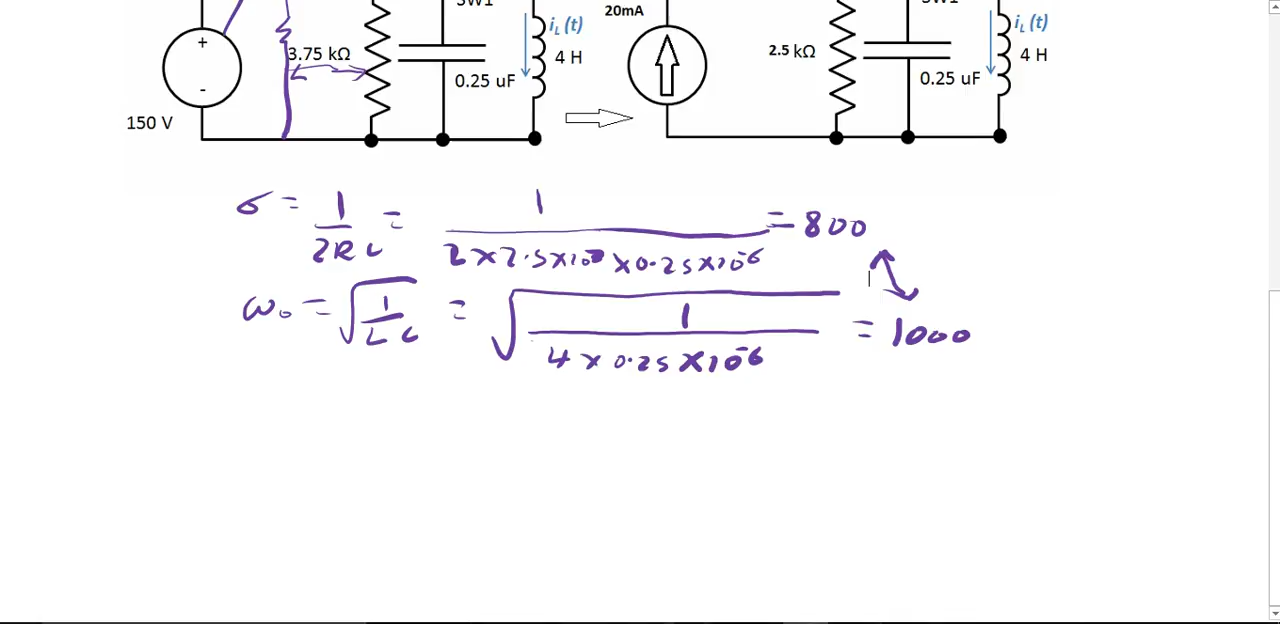 20mA
SW1
i_L (t)
+
3.75 kΩ
4 H
0.25 uF
-
150 V
SW1
i_L (t)
2.5 kΩ
4 H
0.25 uF
σ = 1/2RC = 1/2×2.5×10³×0.25×10⁻⁶ = 800
ω₀ = √1/LC = √1/4×0.25×10⁻⁶ = 1000